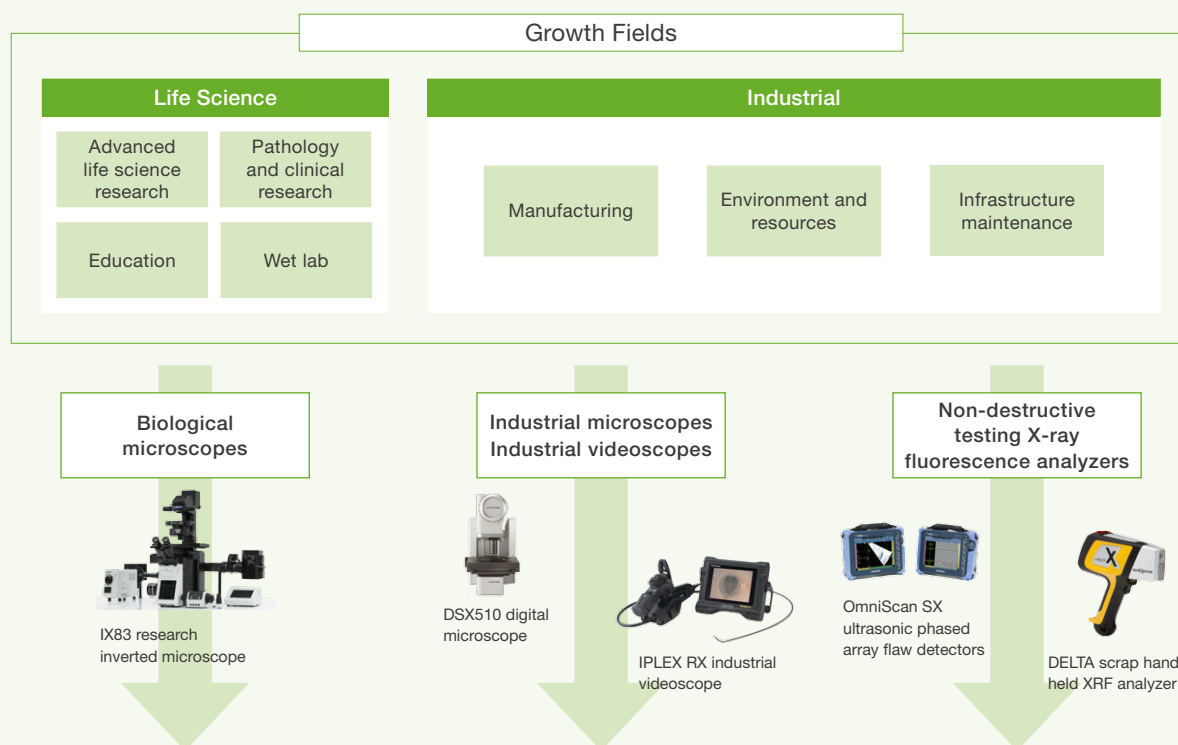 Growth Fields
Life Science
Advanced
life science
research
Pathology
and clinical
research
Education
Wet lab
Industrial
Manufacturing
Environment and
resources
Infrastructure
maintenance
Biological
microscopes
IX83 research
inverted microscope
Industrial microscopes
Industrial videoscopes
DSX510 digital
microscope
IPLEX RX industrial
videoscope
Non-destructive
testing X-ray
fluorescence analyzers
OmniScan SX
ultrasonic phased
array flaw detectors
X
DELTA scrap hand
held XRF analyzer